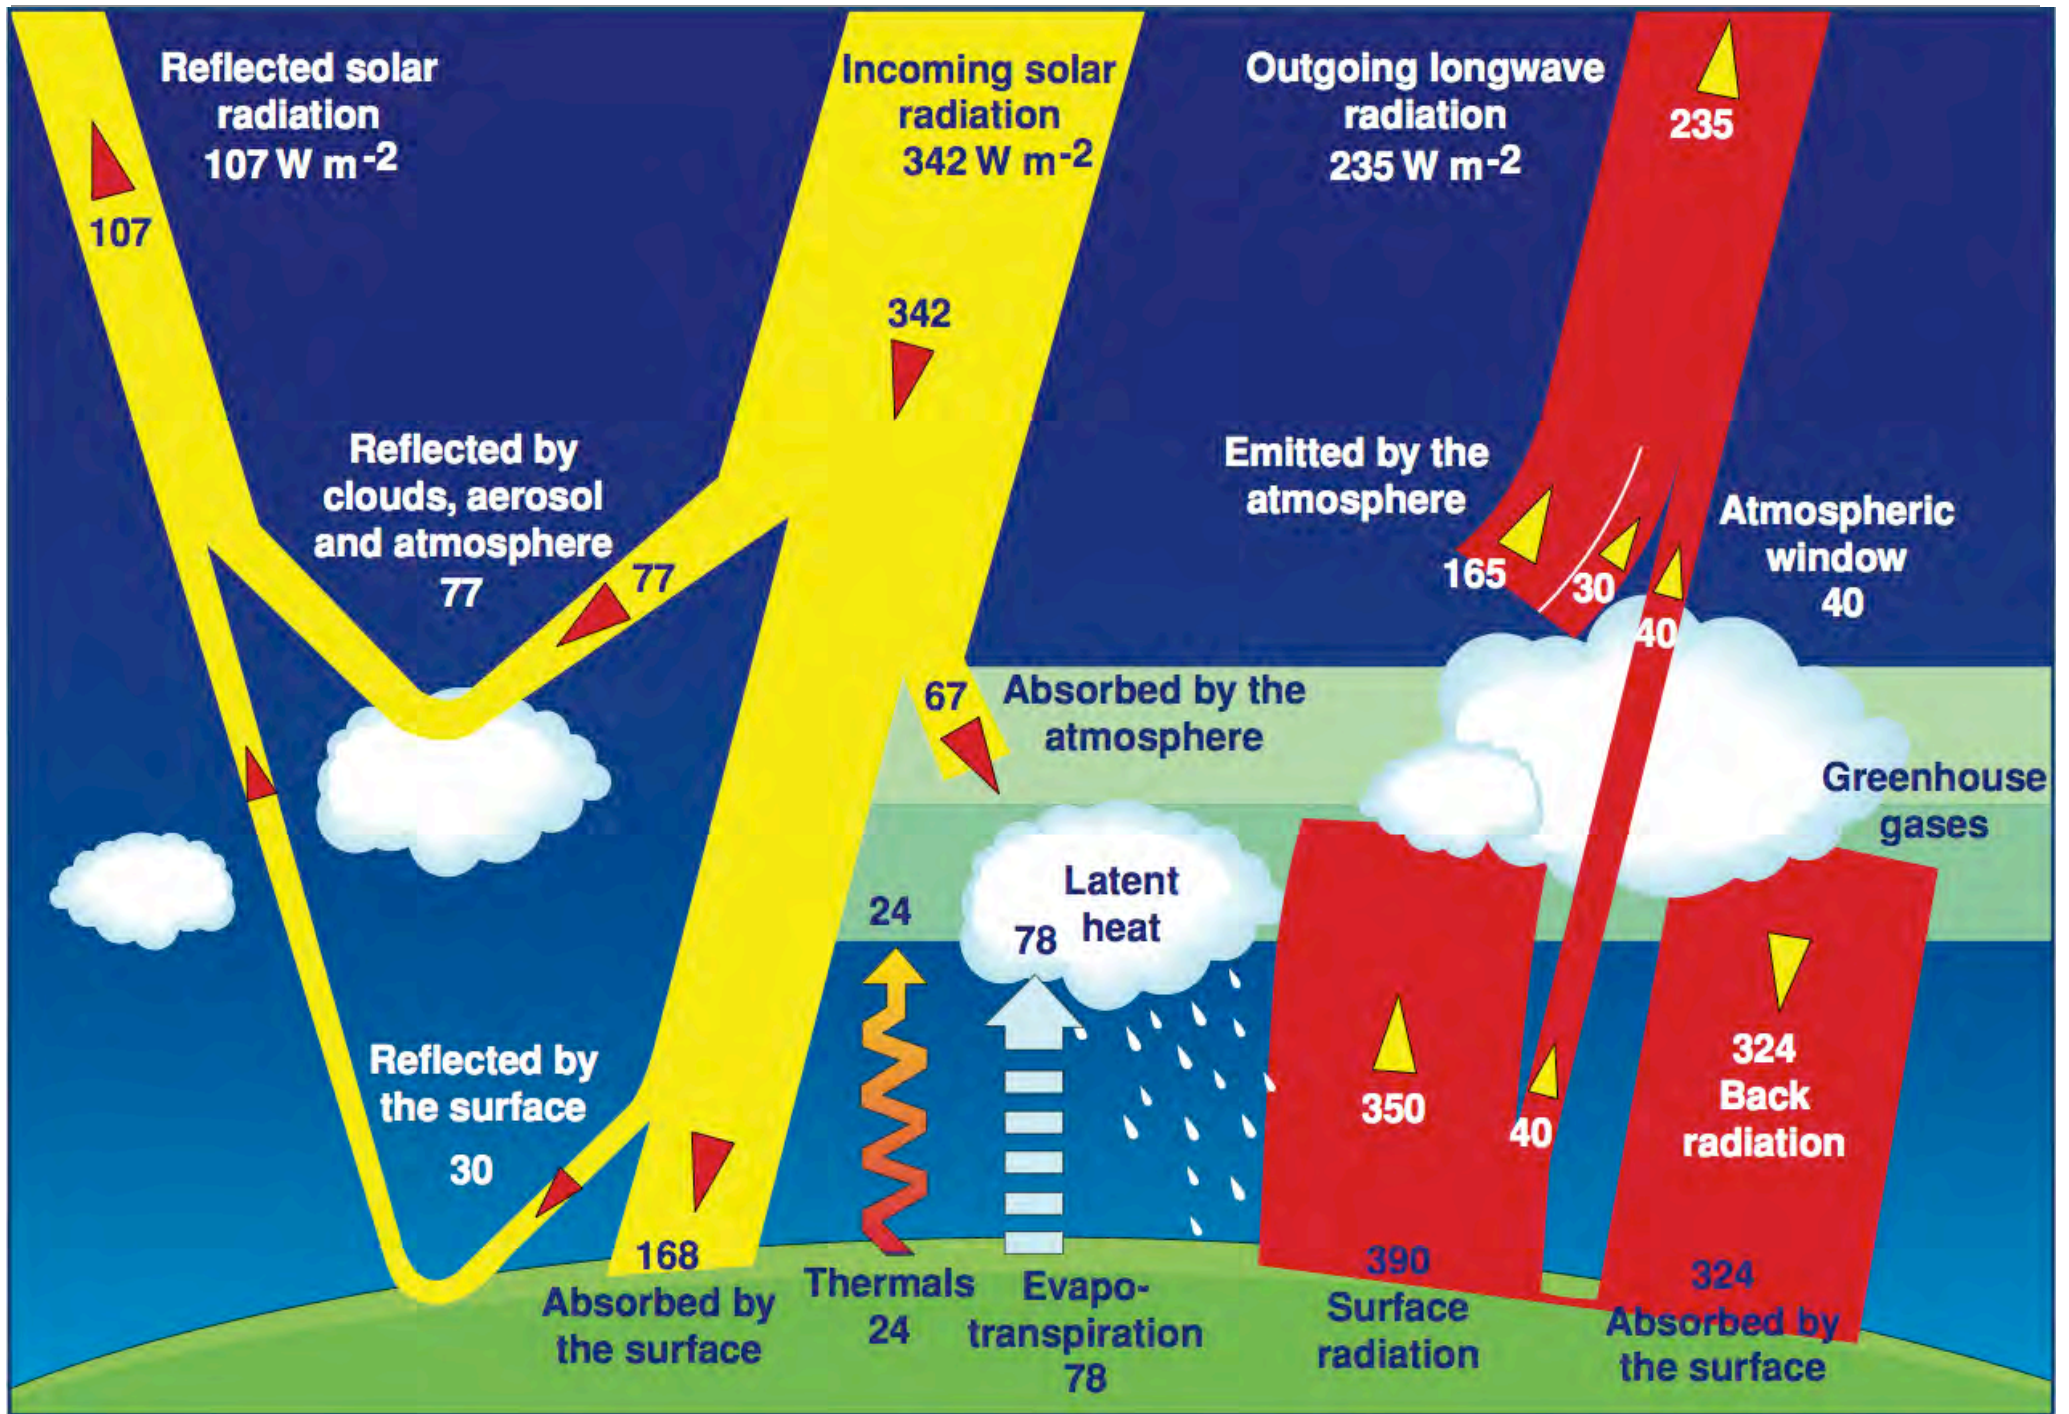 Reflected solar
radiation
107 W m-2
107
Incoming solar
radiation
342 W m-2
342
Outgoing longwave
radiation
235 W m-2
235
Reflected by
clouds, aerosol
and atmosphere
77
77
Emitted by the
atmosphere
165
30
40
Atmospheric
window
40
67
Absorbed by the
atmosphere
Greenhouse
gases
24
Latent
heat
78
Reflected by
the surface
30
350
40
324
Back
radiation
168
Absorbed by
the surface
Thermals
24
Evapo-
transpiration
78
390
Surface
radiation
324
Absorbed by
the surface